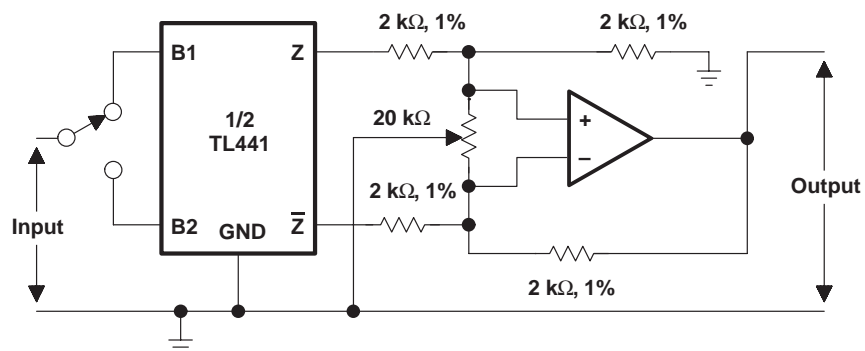 2 kΩ, 1%
2 kΩ, 1%
B1
Z
1/2
TL441
20 kΩ
+
−
2 kΩ, 1%
Output
Input
B2
GND
Z̅
2 kΩ, 1%